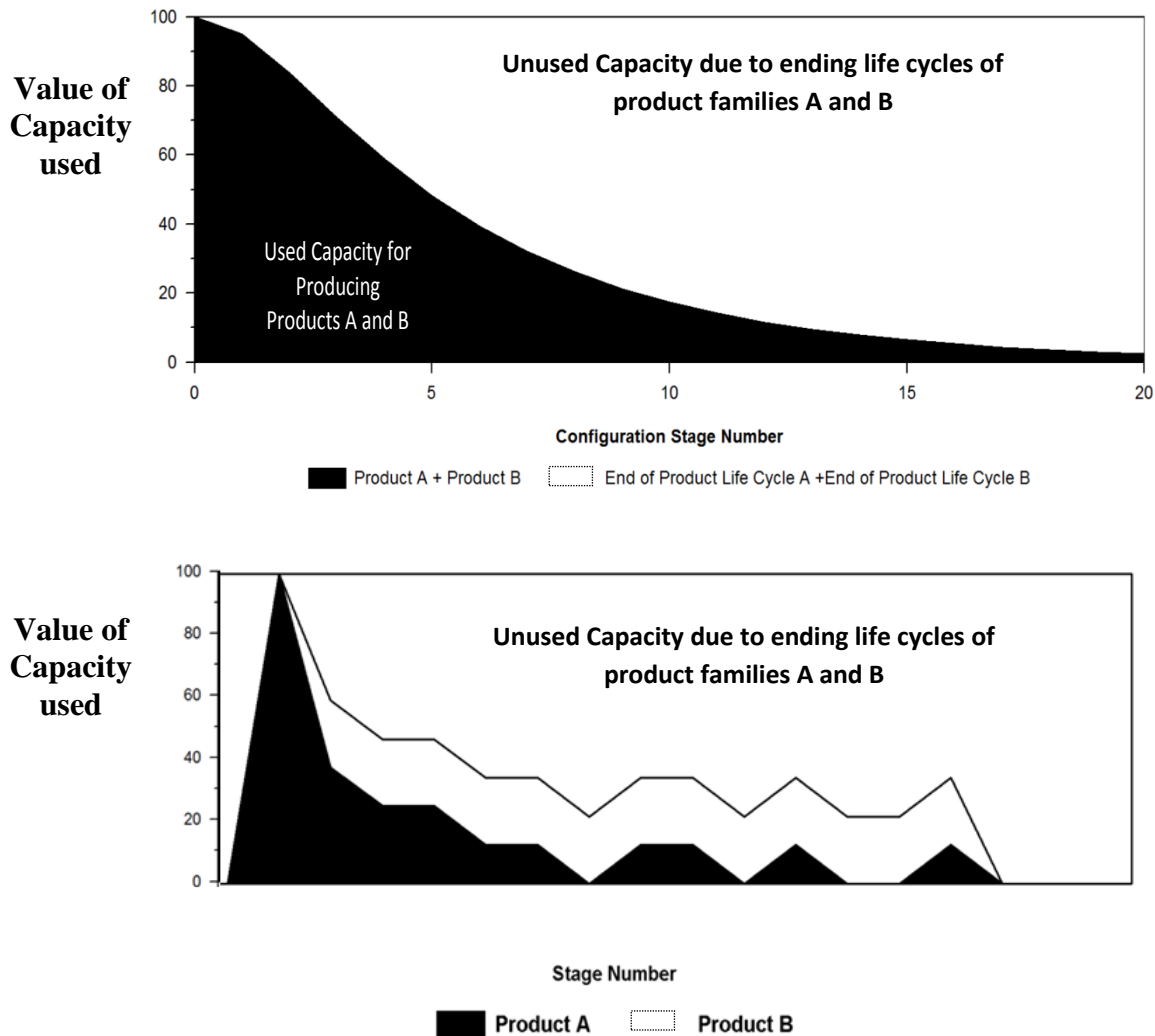 100
80
60
40
20
0
Value of
Capacity
used
Unused Capacity due to ending life cycles of
product families A and B
Used Capacity for
Producing
Products A and B
0 5 10 15 20
Configuration Stage Number
Product A + Product B End of Product Life Cycle A +End of Product Life Cycle B
100
80
60
40
20
0
Value of
Capacity
used
Unused Capacity due to ending life cycles of
product families A and B
Stage Number
Product A Product B